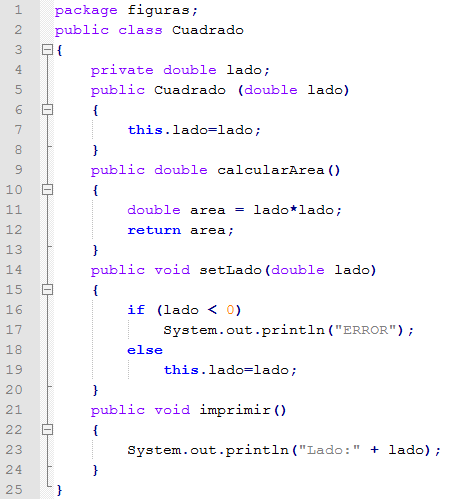 1 package figuras;
2 public class Cuadrado
3 {
4 private double lado;
5 public Cuadrado (double lado)
6 {
7 this.lado=lado;
8 }
9 public double calcularArea()
10 {
11 double area = lado*lado;
12 return area;
13 }
14 public void setLado(double lado)
15 {
16 if (lado < 0)
17 System.out.println("ERROR");
18 else
19 this.lado=lado;
20 }
21 public void imprimir()
22 {
23 System.out.println("Lado:" + lado);
24 }
25 }